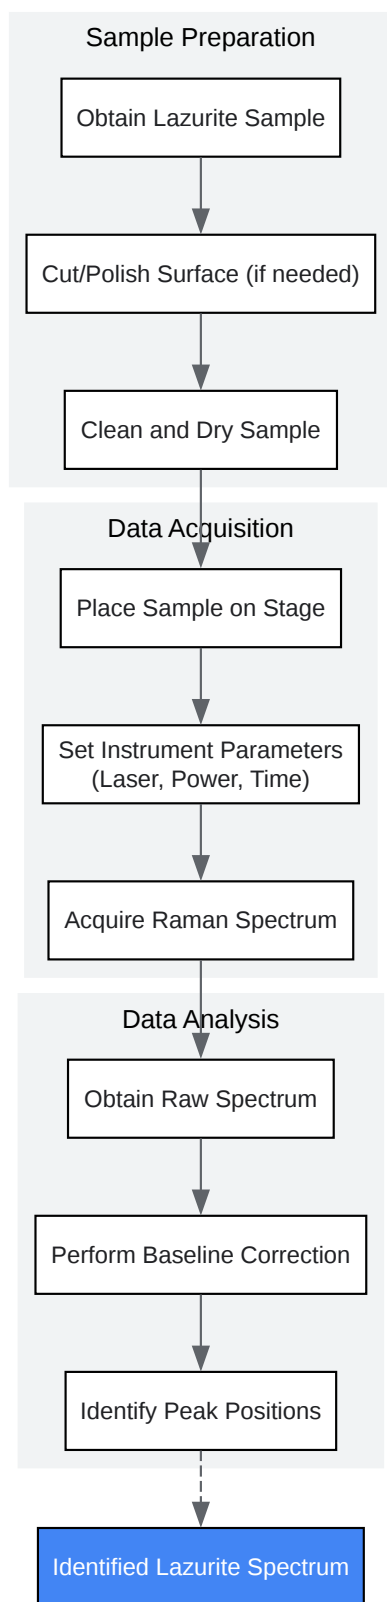 Sample Preparation
Obtain Lazurite Sample
Cut/Polish Surface (if needed)
Clean and Dry Sample
Data Acquisition
Place Sample on Stage
Set Instrument Parameters
(Laser, Power, Time)
Acquire Raman Spectrum
Data Analysis
Obtain Raw Spectrum
Perform Baseline Correction
Identify Peak Positions
Identified Lazurite Spectrum